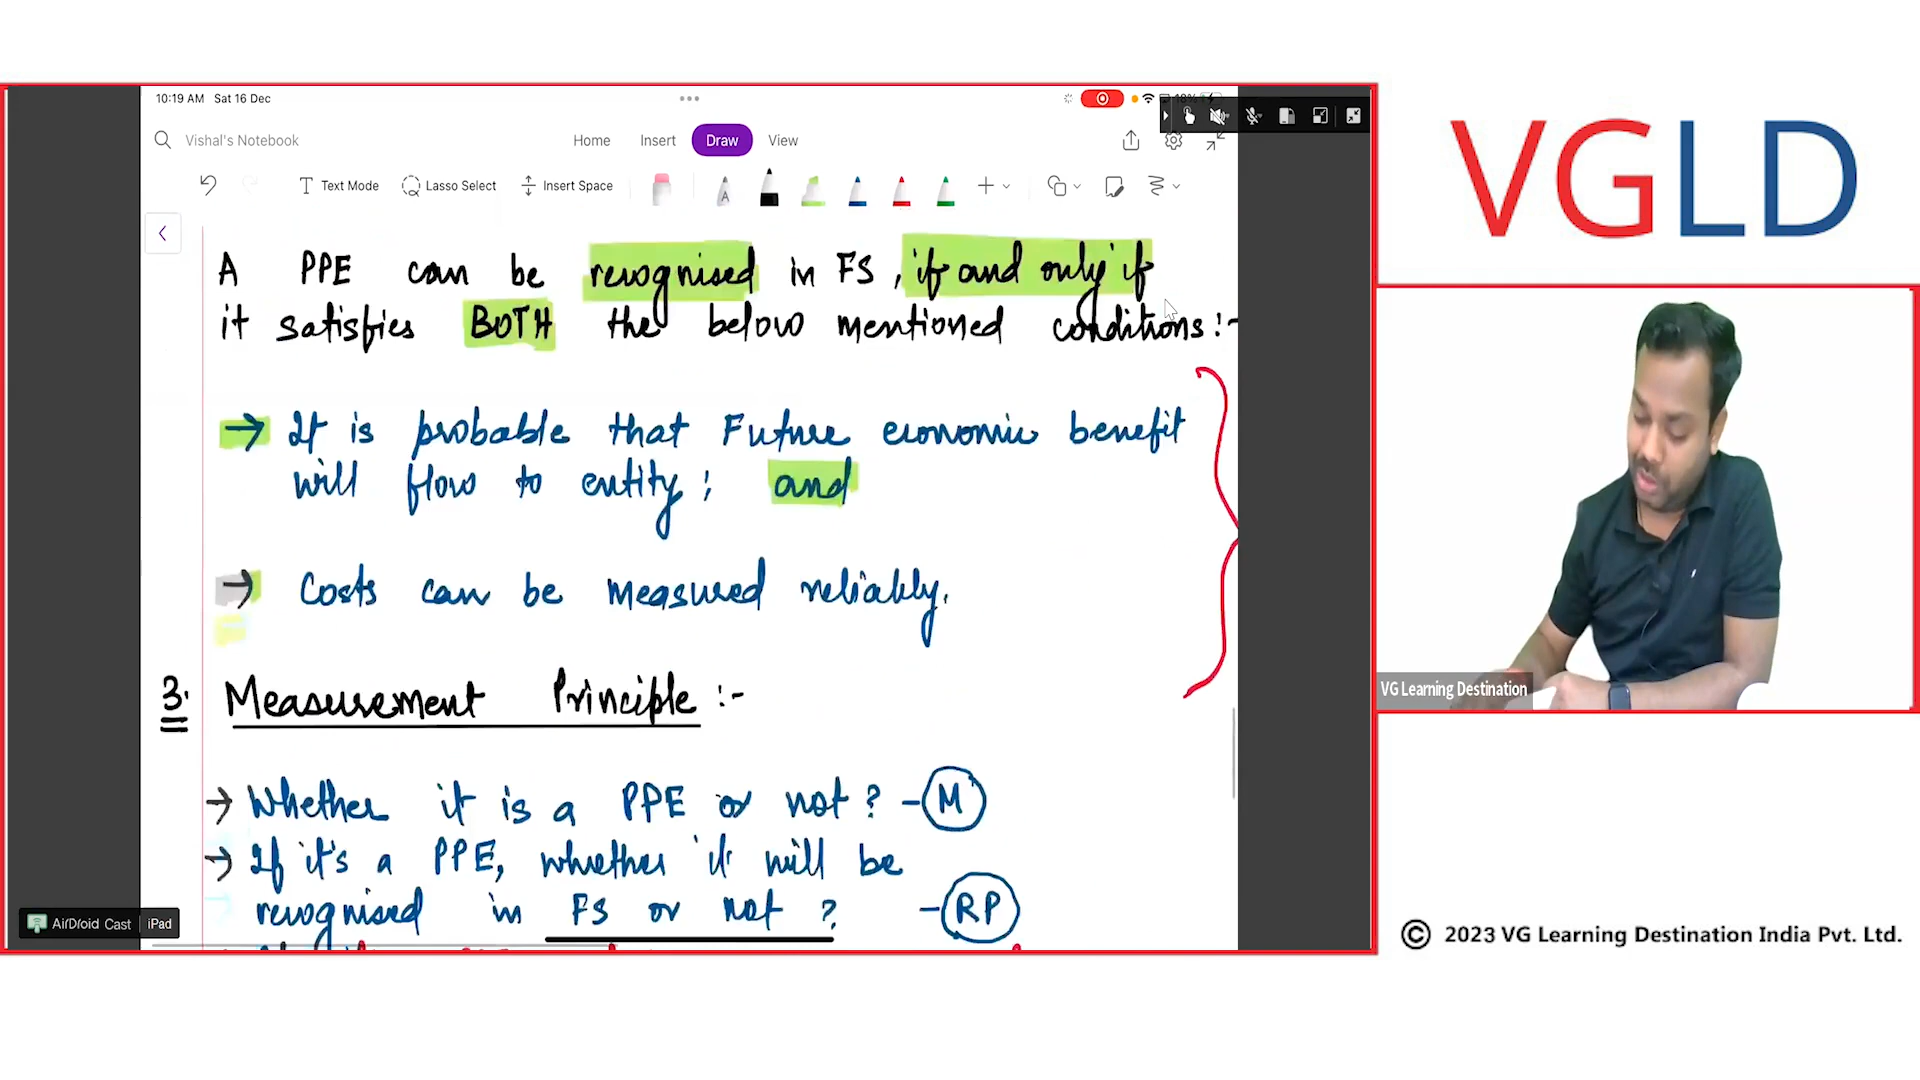 10:19 AM Sat 16 Dec
Vishal's Notebook
Home Insert Draw View
Text Mode Lasso Select Insert Space
A PPE can be recognised in FS, if and only if
it satisfies BOTH the below mentioned conditions:-
→ It is probable that Future economic benefit
will flow to entity; and
→ Costs can be measured reliably.
3. Measurement Principle :-
→ Whether it is a PPE or not? - M
→ If it's a PPE, whether it will be
recognised in FS or not? - RP
AirDroid Cast iPad
VGLD
VG Learning Destination
© 2023 VG Learning Destination India Pvt. Ltd.